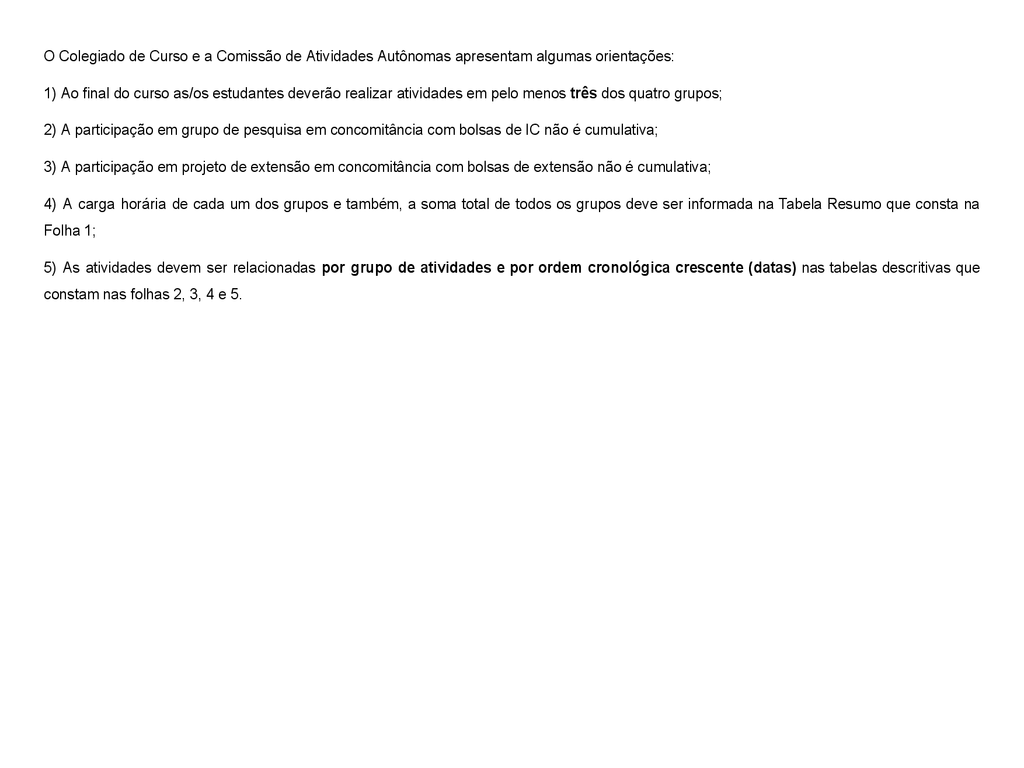 O Colegiado de Curso e a Comissão de Atividades Autônomas apresentam algumas orientações:
1) Ao final do curso as/os estudantes deverão realizar atividades em pelo menos três dos quatro grupos;
2) A participação em grupo de pesquisa em concomitância com bolsas de IC não é cumulativa;
3) A participação em projeto de extensão em concomitância com bolsas de extensão não é cumulativa;
4) A carga horária de cada um dos grupos e também, a soma total de todos os grupos deve ser informada na Tabela Resumo que consta na
Folha 1;
5) As atividades devem ser relacionadas por grupo de atividades e por ordem cronológica crescente (datas) nas tabelas descritivas que
constam nas folhas 2, 3, 4 e 5.